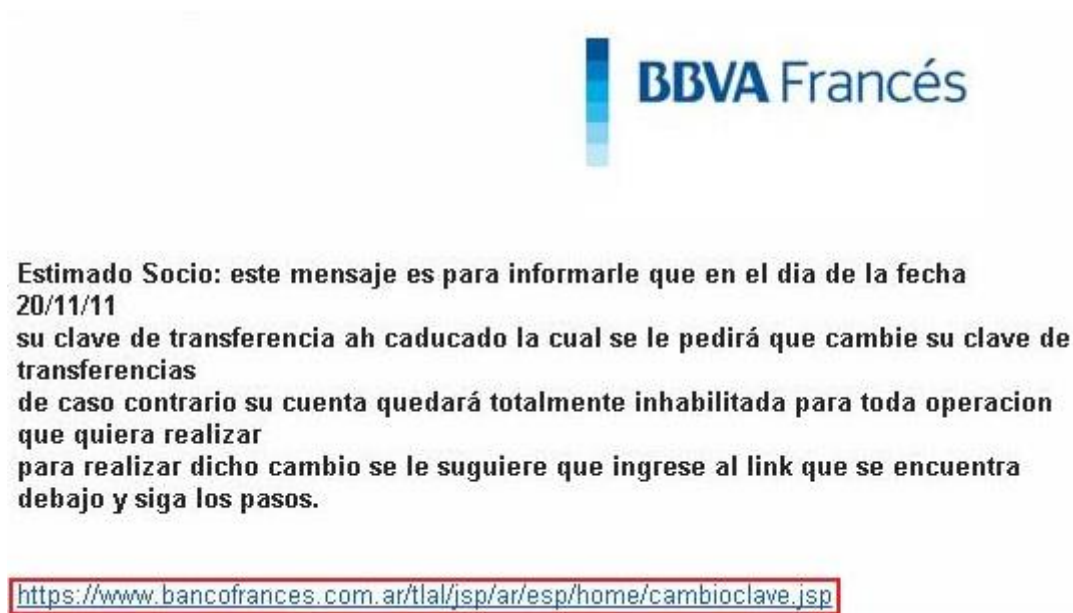 BBVA Francés
Estimado Socio: este mensaje es para informarle que en el dia de la fecha
20/11/11
su clave de transferencia ah caducado la cual se le pedirá que cambie su clave de
transferencias
de caso contrario su cuenta quedará totalmente inhabilitada para toda operacion
que quiera realizar
para realizar dicho cambio se le suguiere que ingrese al link que se encuentra
debajo y siga los pasos.
https://www.bancofrances.com.ar/tlal/jsp/ar/esp/home/cambioclave.jsp